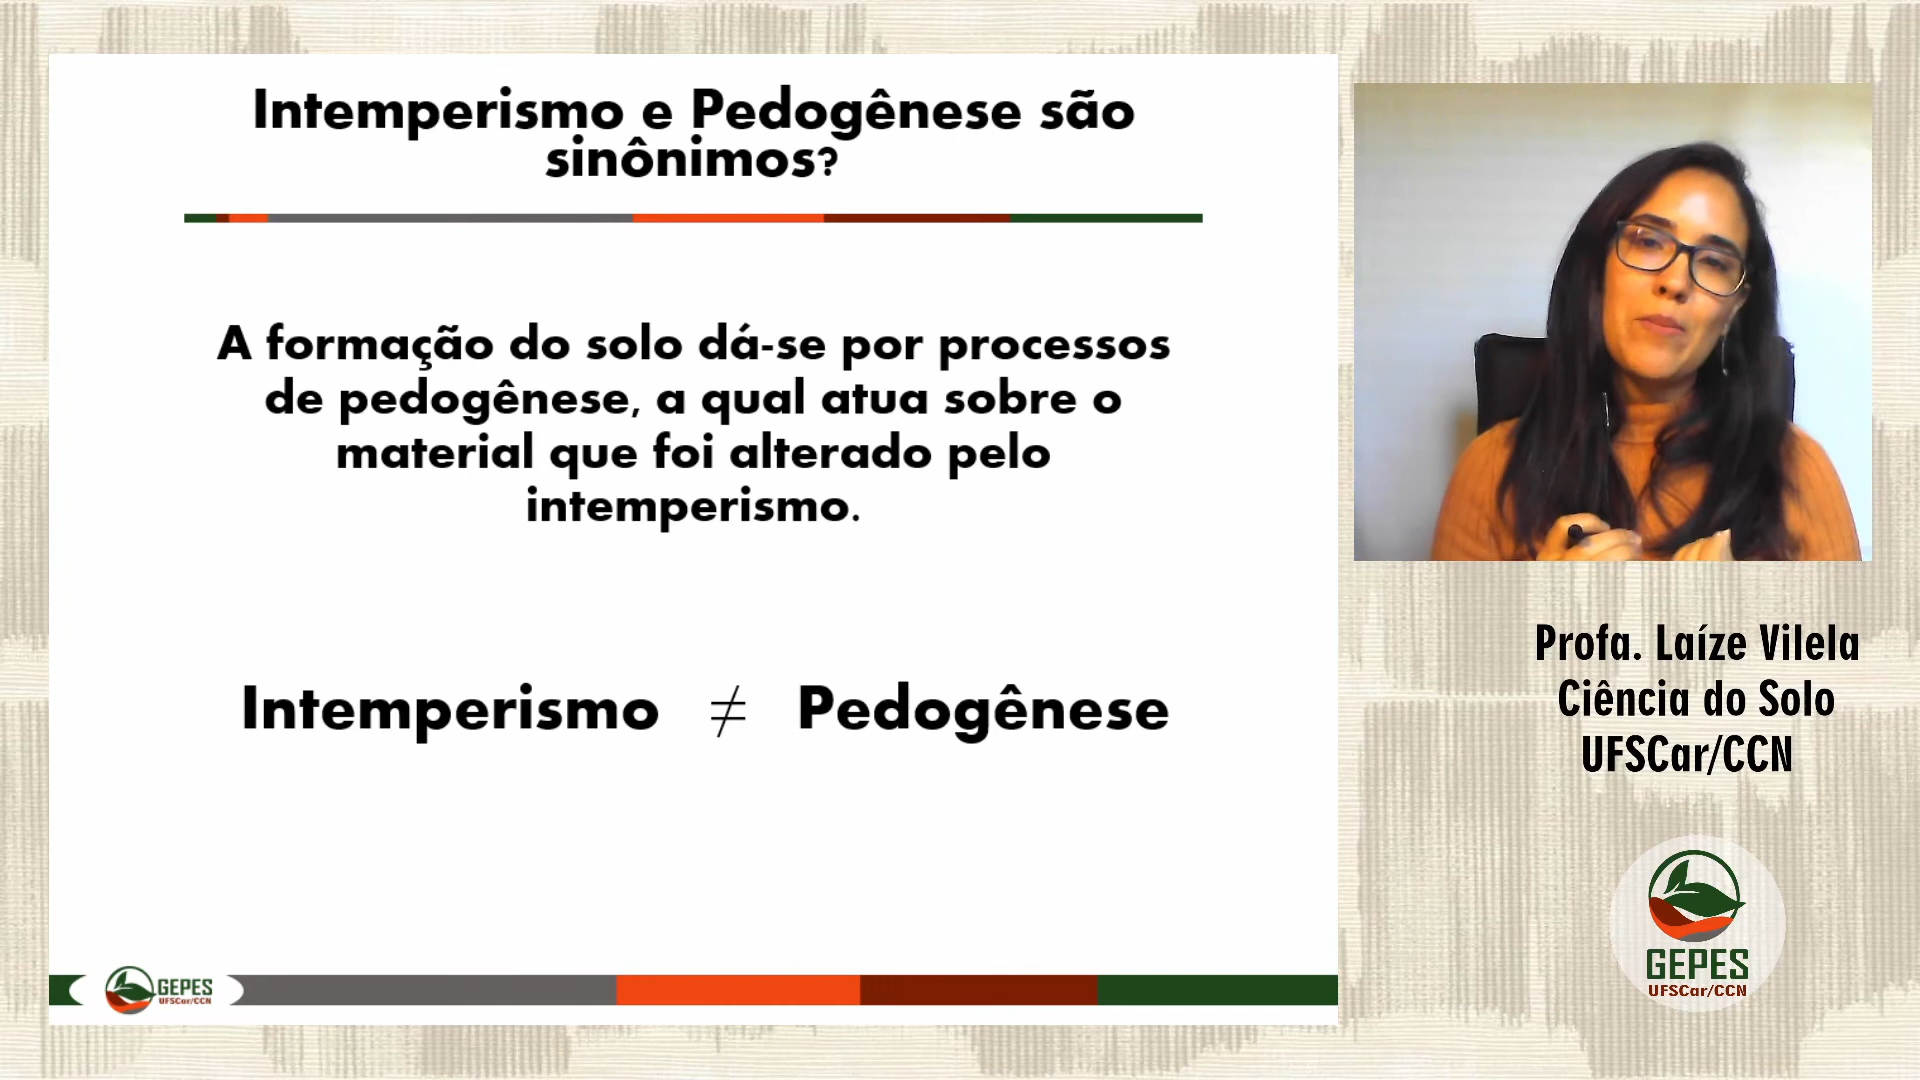 Intemperismo e Pedogênese são
sinônimos?
A formação do solo dá-se por processos
de pedogênese, a qual atua sobre o
material que foi alterado pelo
intemperismo.
Intemperismo ≠ Pedogênese
GEPES
UFSCar/CCN
Profa. Laíze Vilela
Ciência do Solo
UFSCar/CCN
GEPES
UFSCar/CCN